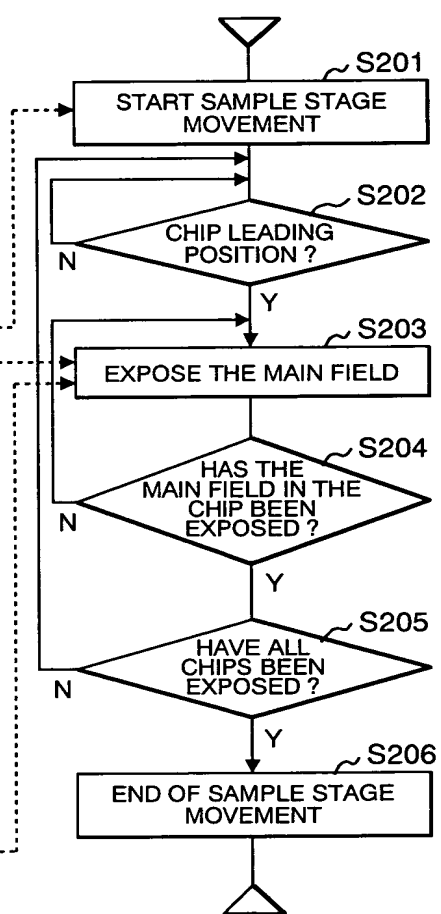 S201
START SAMPLE STAGE
MOVEMENT
S202
CHIP LEADING
POSITION ?
N
Y
S203
EXPOSE THE MAIN FIELD
S204
HAS THE
MAIN FIELD IN THE
CHIP BEEN
EXPOSED ?
N
Y
S205
HAVE ALL
CHIPS BEEN
EXPOSED ?
N
Y
S206
END OF SAMPLE STAGE
MOVEMENT